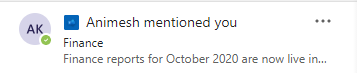 AK
Animesh mentioned you
Finance
Finance reports for October 2020 are now live in...